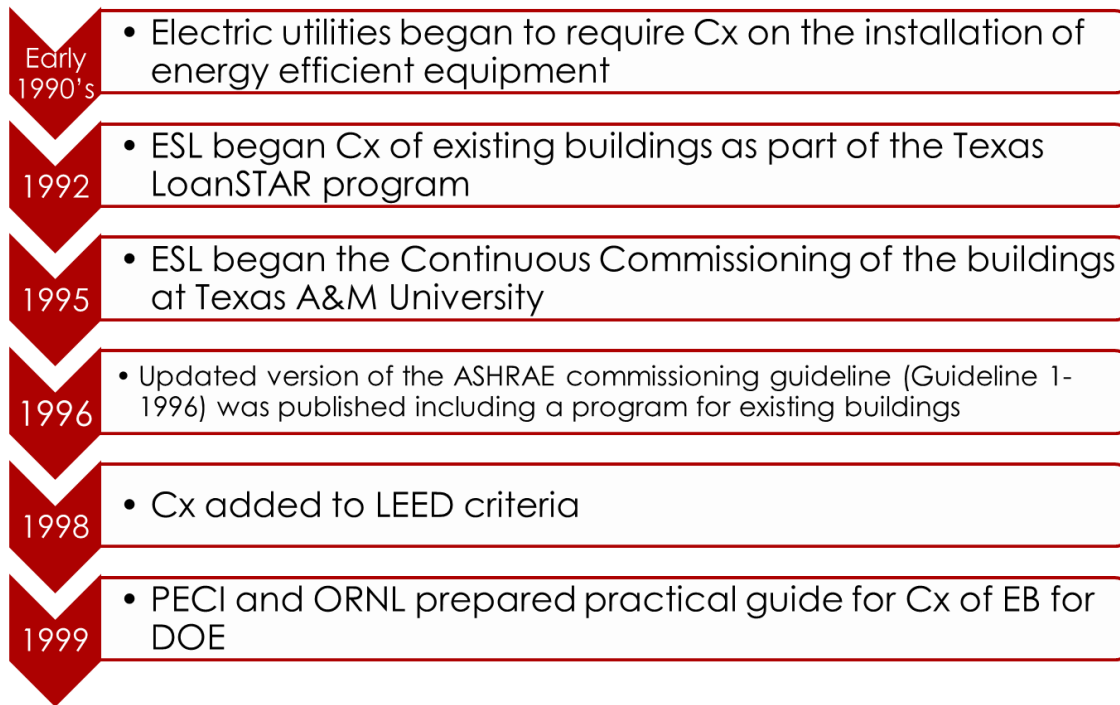 Early
1990's
• Electric utilities began to require Cx on the installation of
energy efficient equipment
1992
• ESL began Cx of existing buildings as part of the Texas
LoanSTAR program
1995
• ESL began the Continuous Commissioning of the buildings
at Texas A&M University
1996
• Updated version of the ASHRAE commissioning guideline (Guideline 1-
1996) was published including a program for existing buildings
1998
• Cx added to LEED criteria
1999
• PECI and ORNL prepared practical guide for Cx of EB for
DOE